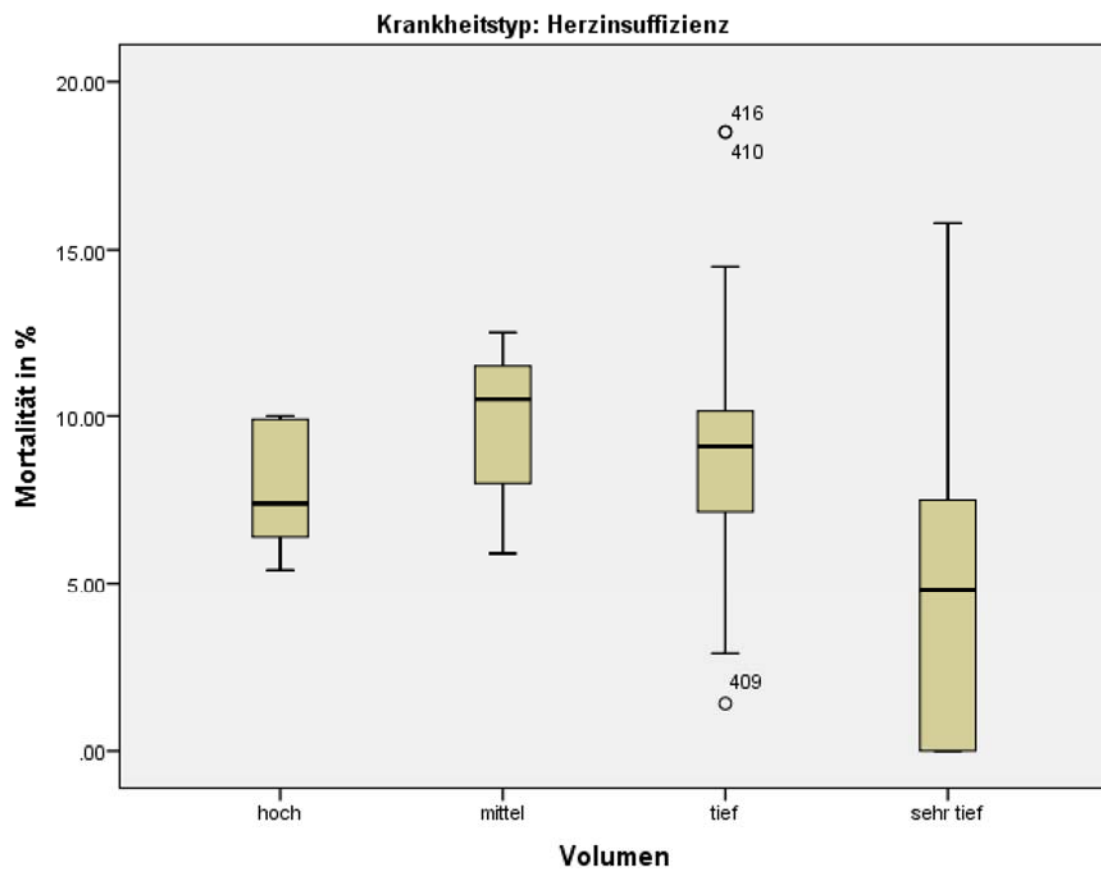 Krankheitstyp: Herzinsuffizienz
20.00
15.00
10.00
5.00
.00
Mortalität in %
416
410
409
hoch mittel tief sehr tief
Volumen